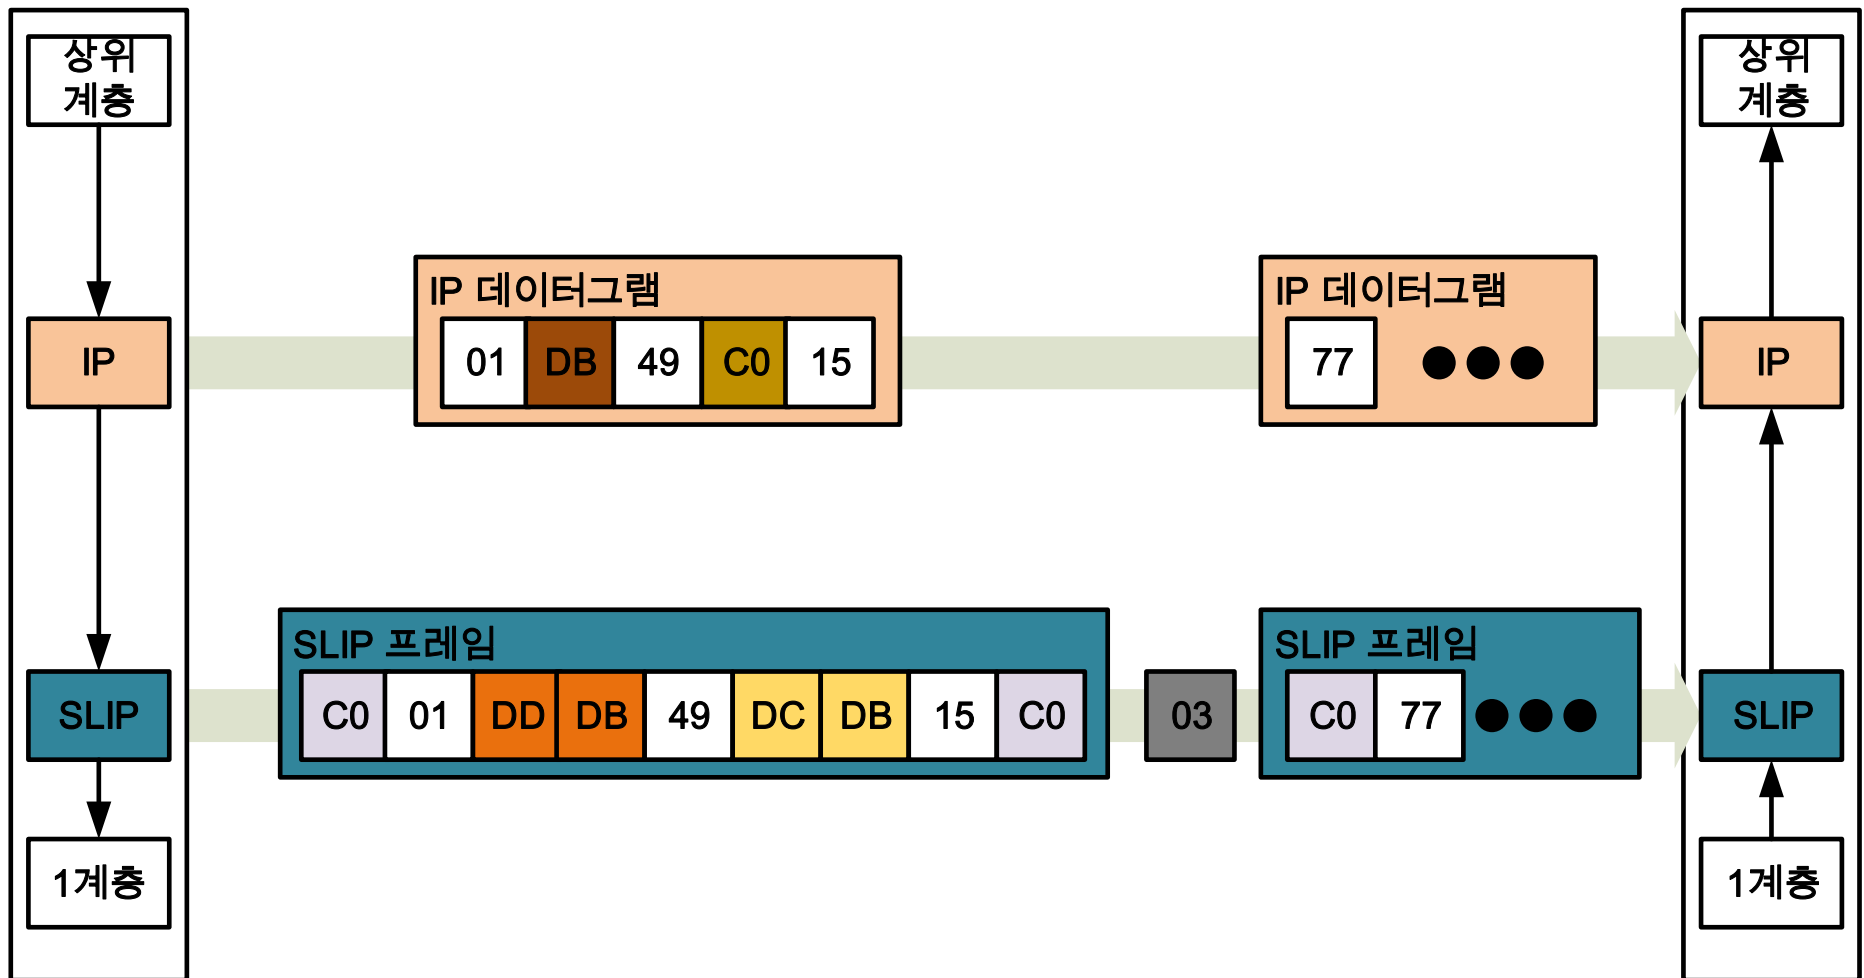 상위
계층
상위
계층
IP 데이터그램
IP 데이터그램
IP
01 DB 49 C0 15
77
IP
SLIP 프레임
SLIP 프레임
SLIP
C0 01 DD DB 49 DC DB 15 C0
03
C0 77
SLIP
1계층
1계층